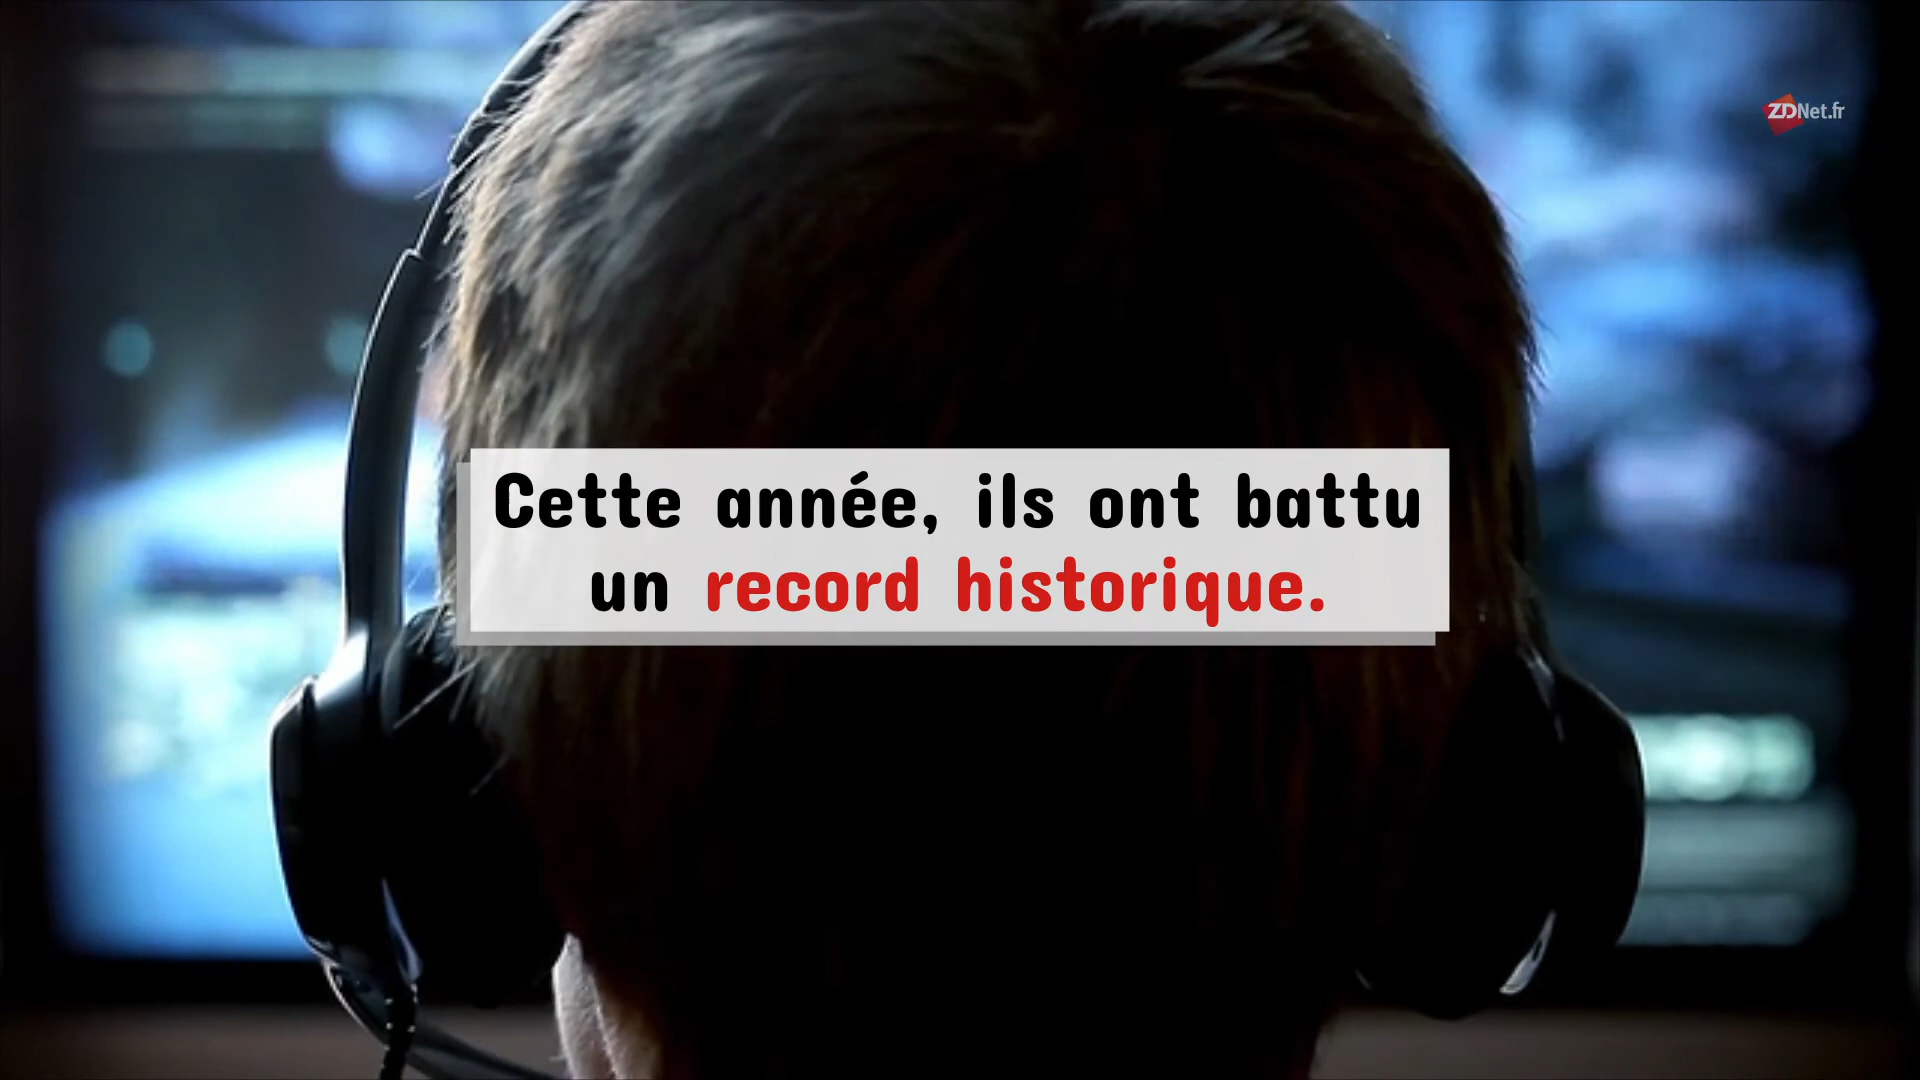 ZDNet.fr
Cette année, ils ont battu
un record historique.